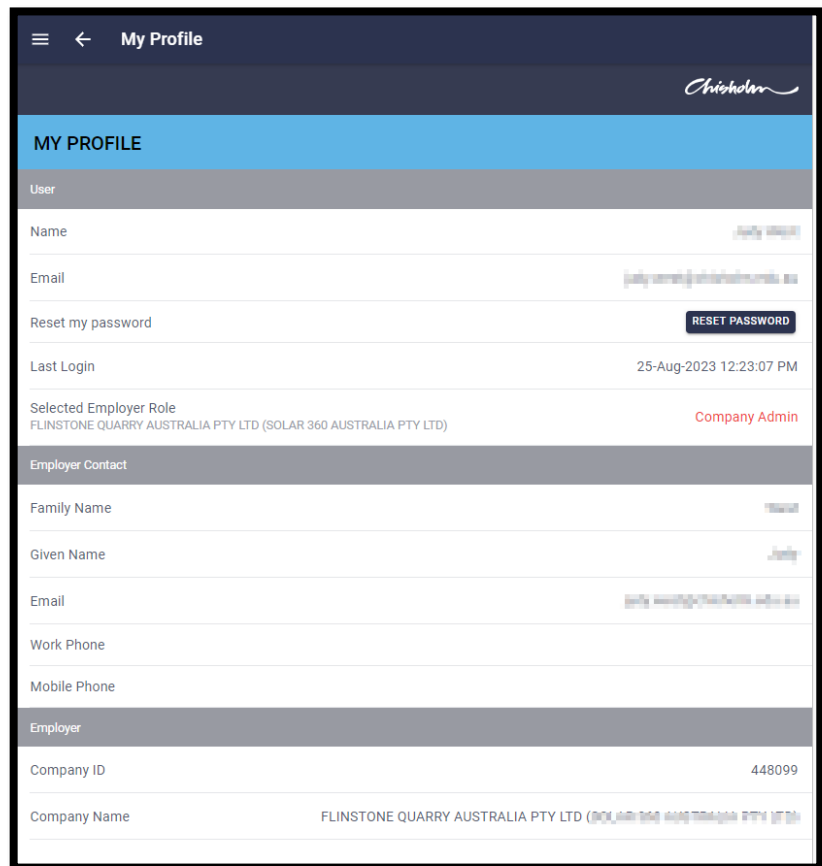 My Profile
Chisholm
MY PROFILE
User
Name
Email
Reset my password RESET PASSWORD
Last Login 25-Aug-2023 12:23:07 PM
Selected Employer Role
FLINSTONE QUARRY AUSTRALIA PTY LTD (SOLAR 360 AUSTRALIA PTY LTD) Company Admin
Employer Contact
Family Name
Given Name
Email
Work Phone
Mobile Phone
Employer
Company ID 448099
Company Name FLINSTONE QUARRY AUSTRALIA PTY LTD (